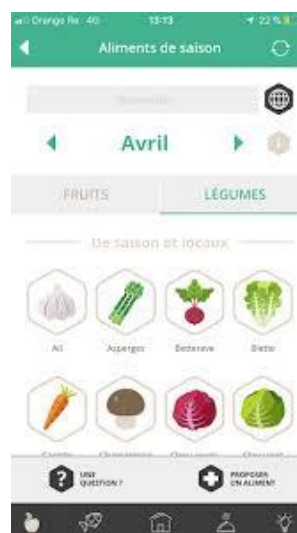 Orange Re 4G 13:13 22 %
Aliments de saison
Avril
FRUITS LÉGUMES
De saison et locaux
Ail Asperges Betterave Blette
UNE QUESTION ?
PROPOSER UN ALIMENT